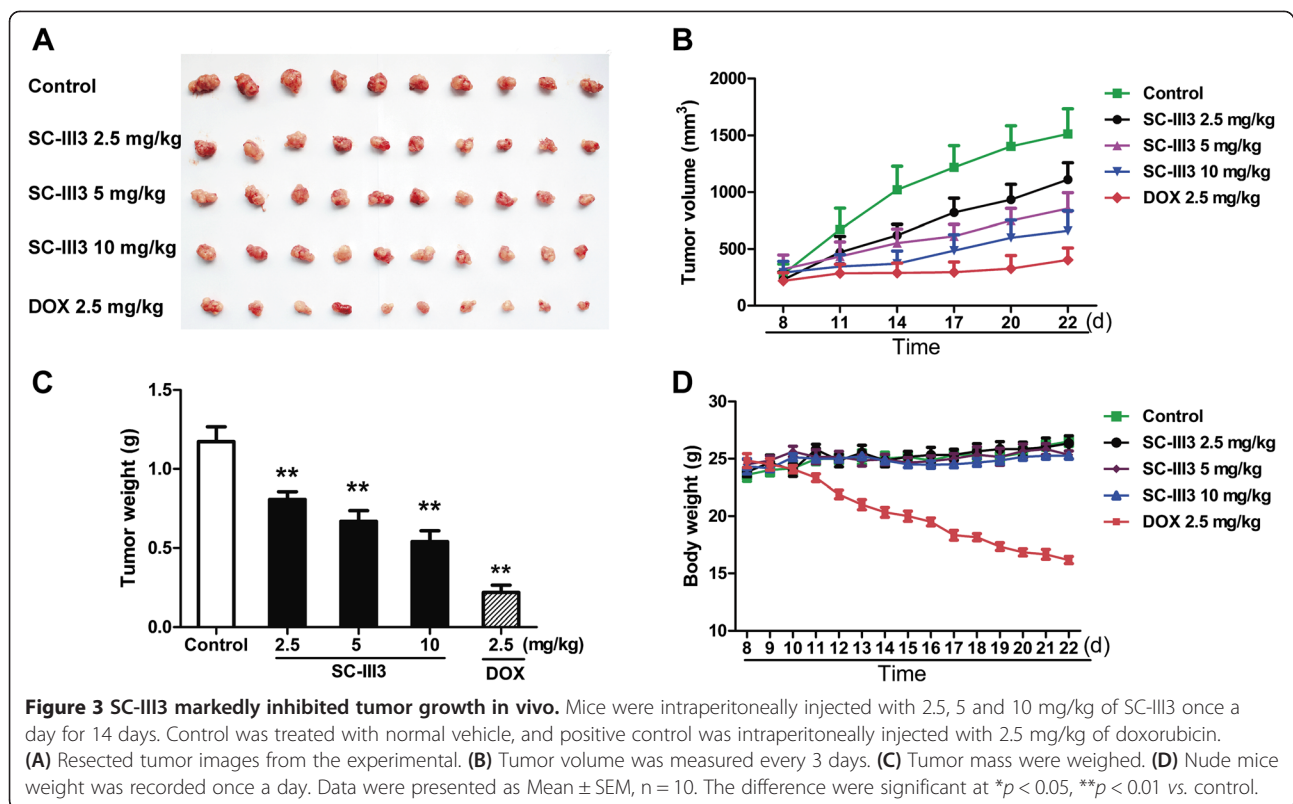 A
Control
SC-III3 2.5 mg/kg
SC-III3 5 mg/kg
SC-III3 10 mg/kg
DOX 2.5 mg/kg
B
Tumor volume (mm³)
2000
1500
1000
500
0
8 11 14 17 20 22 (d)
Time
Control
SC-III3 2.5 mg/kg
SC-III3 5 mg/kg
SC-III3 10 mg/kg
DOX 2.5 mg/kg
C
Tumor weight (g)
1.5
1.0
0.5
0.0
**
**
**
**
Control 2.5 5 10 2.5 (mg/kg)
SC-III3 DOX
D
Body weight (g)
30
25
20
15
10
8 9 10 11 12 13 14 15 16 17 18 19 20 21 22 (d)
Time
Control
SC-III3 2.5 mg/kg
SC-III3 5 mg/kg
SC-III3 10 mg/kg
DOX 2.5 mg/kg
Figure 3 SC-III3 markedly inhibited tumor growth in vivo. Mice were intraperitoneally injected with 2.5, 5 and 10 mg/kg of SC-III3 once a
day for 14 days. Control was treated with normal vehicle, and positive control was intraperitoneally injected with 2.5 mg/kg of doxorubicin.
(A) Resected tumor images from the experimental. (B) Tumor volume was measured every 3 days. (C) Tumor mass were weighed. (D) Nude mice
weight was recorded once a day. Data were presented as Mean ± SEM, n = 10. The difference were significant at *p < 0.05, **p < 0.01 vs. control.